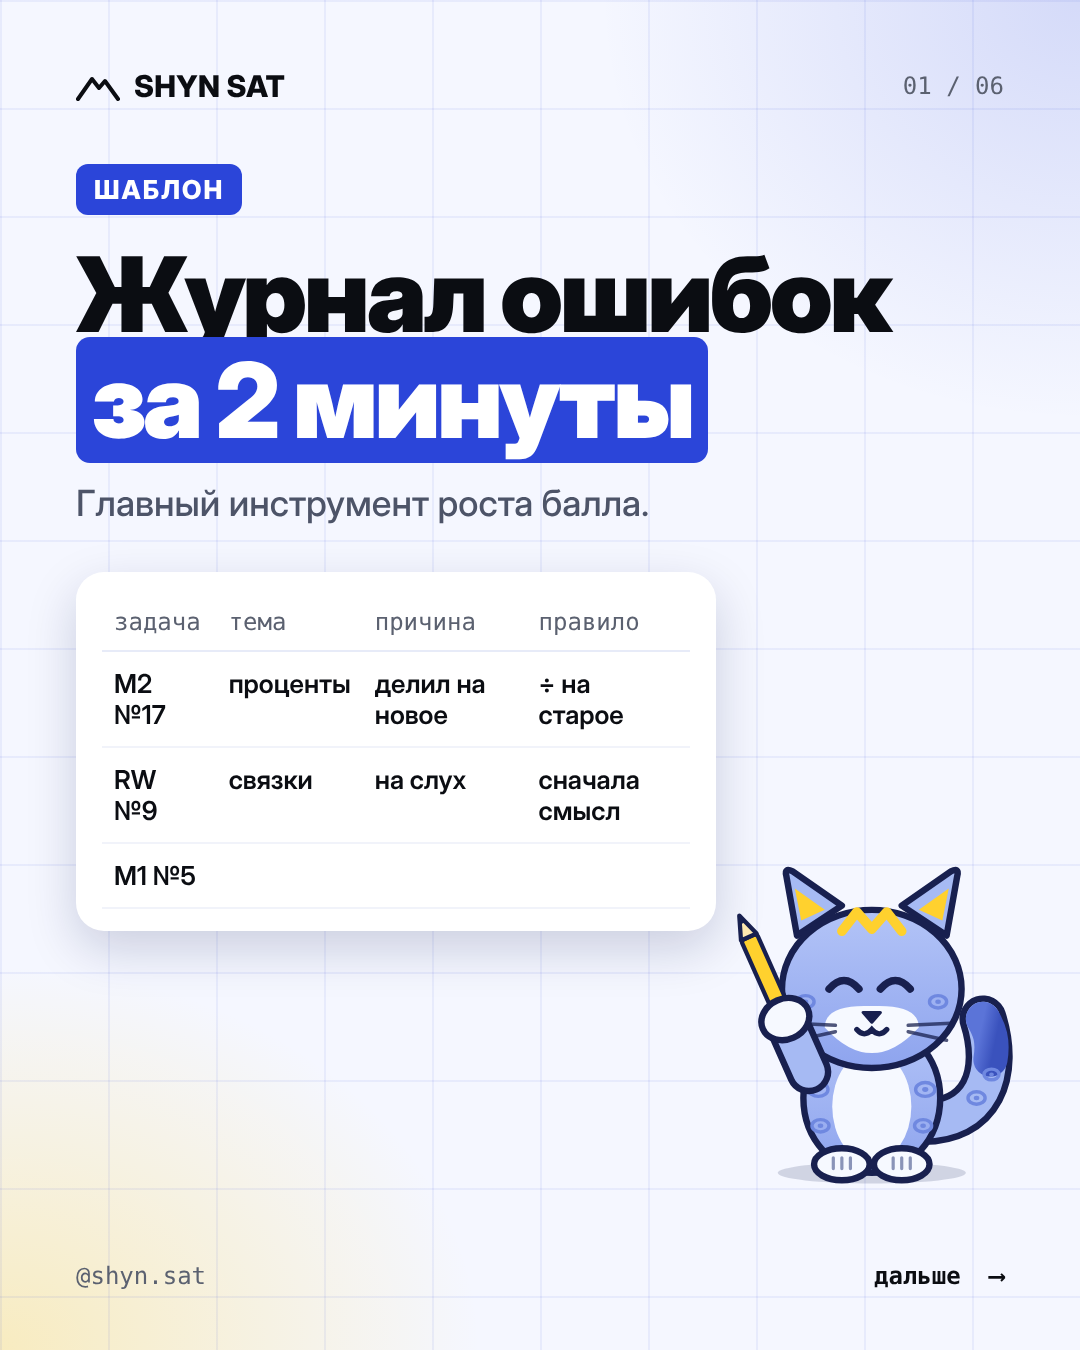 SHYN SAT
01 / 06
ШАБЛОН
Журнал ошибок
за 2 минуты
Главный инструмент роста балла.
задача тема причина правило
M2 №17 проценты делил на новое ÷ на старое
RW №9 связки на слух сначала смысл
M1 №5
@shyn.sat
дальше →